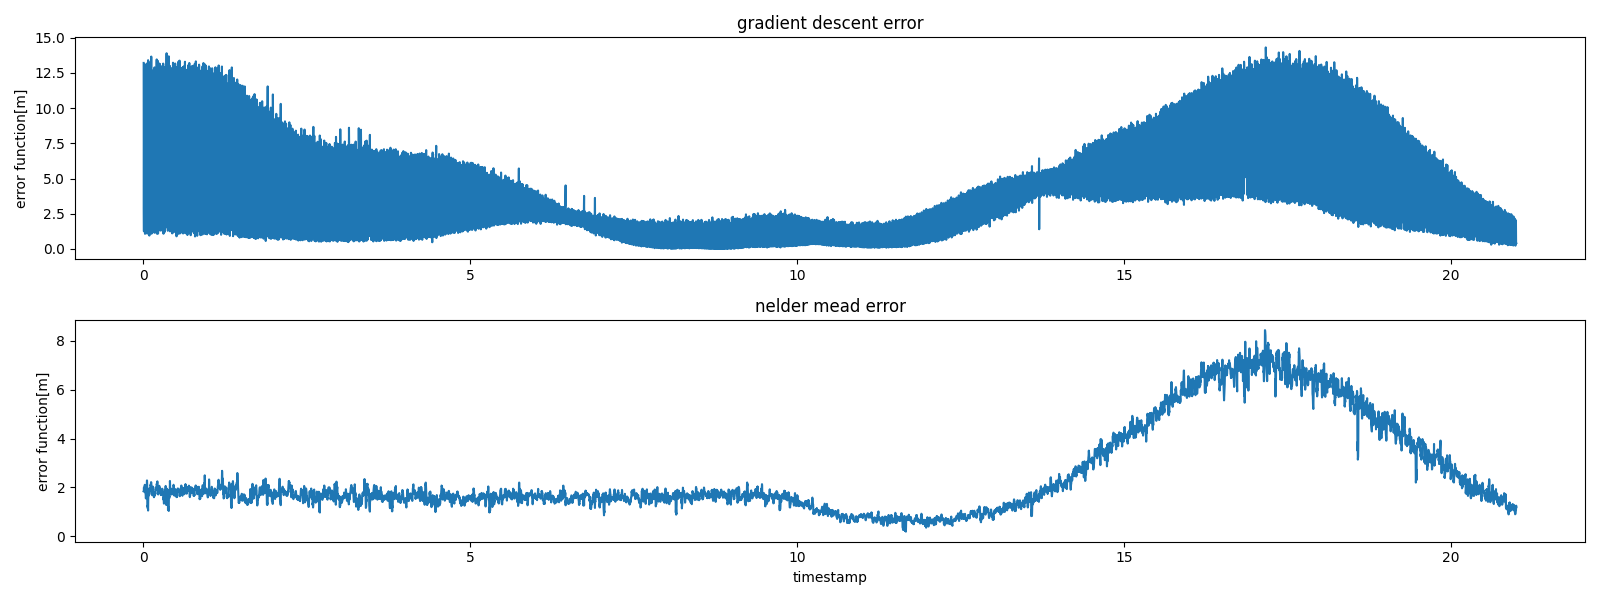 gradient descent error
15.0
12.5
10.0
7.5
5.0
2.5
0.0
error function[m]
0 5 10 15 20
nelder mead error
8
6
4
2
0
error function[m]
0 5 10 15 20
timestamp